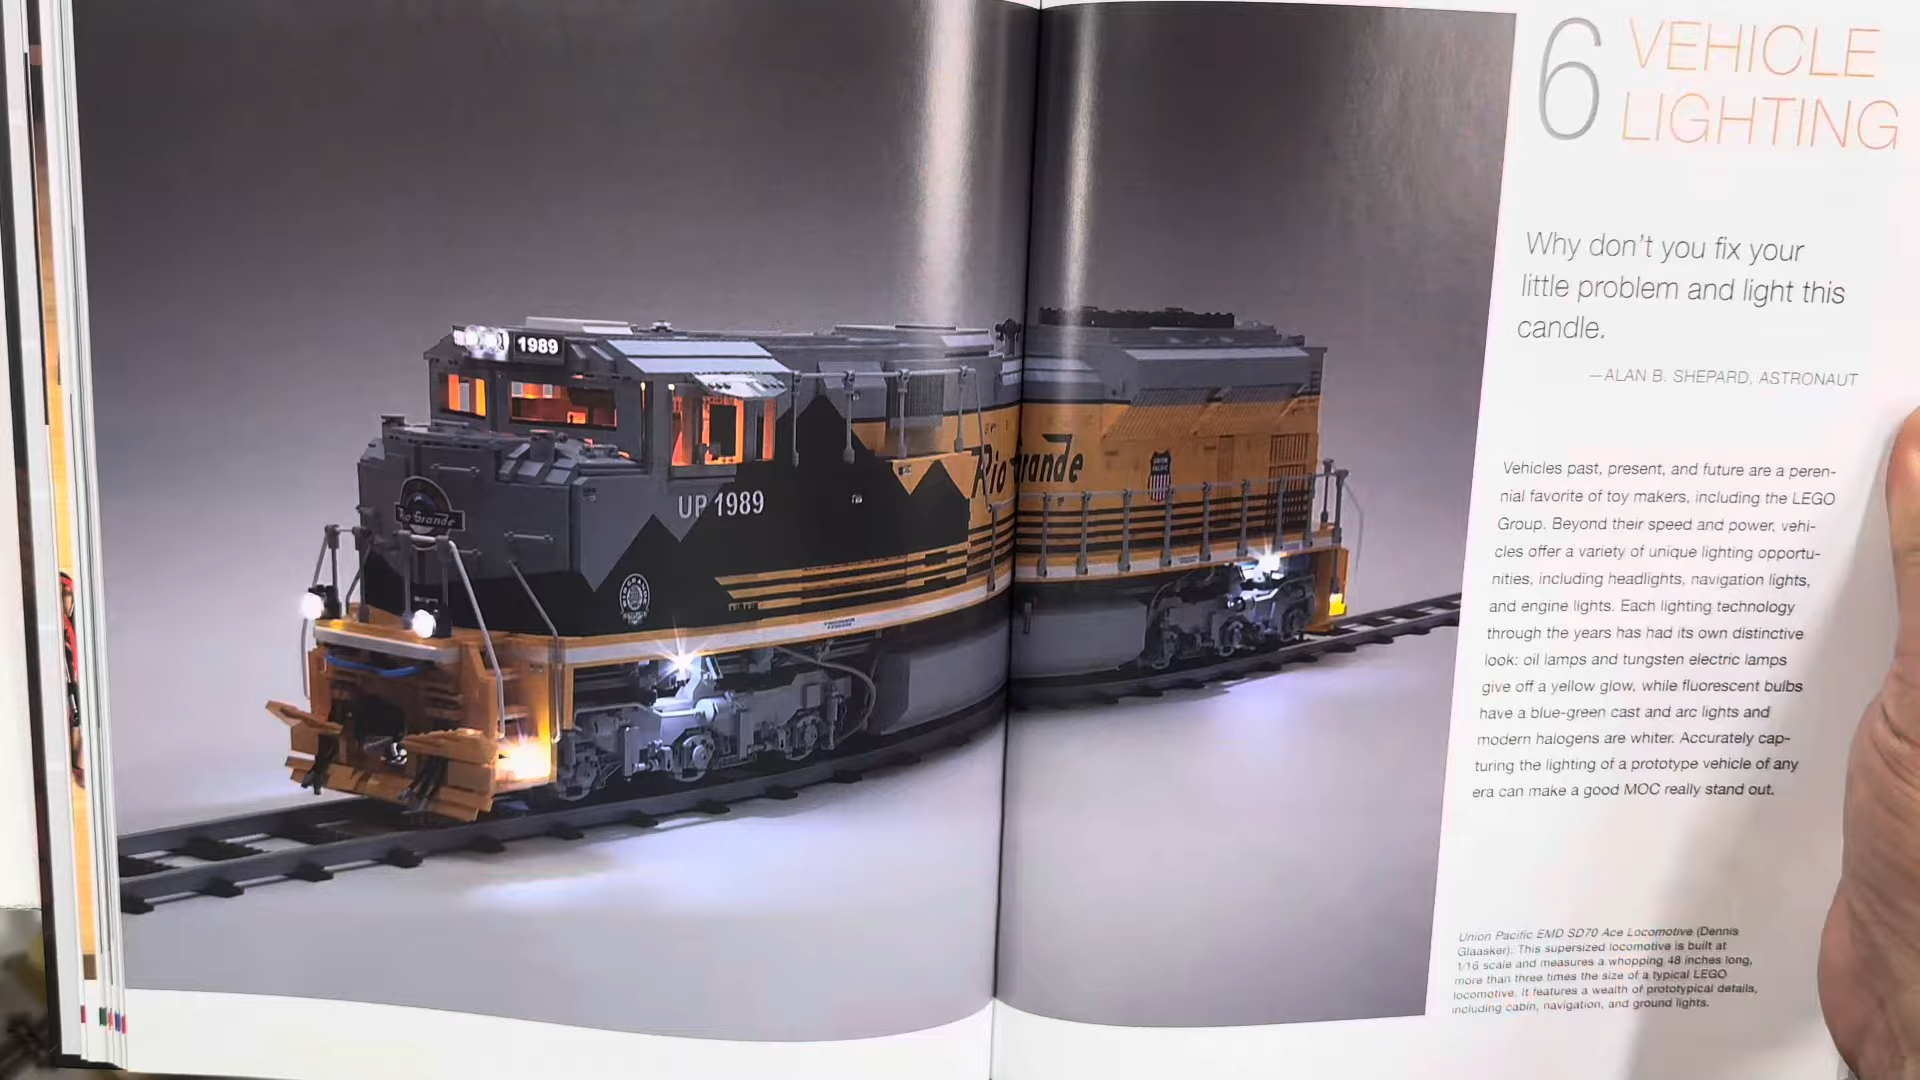 1989
UP 1989
Rio Grande
Rio Grande
UNION
PACIFIC
RIO GRANDE
6 VEHICLE
LIGHTING
Why don't you fix your
little problem and light this
candle.
—ALAN B. SHEPARD, ASTRONAUT
Vehicles past, present, and future are a peren-
nial favorite of toy makers, including the LEGO
Group. Beyond their speed and power, vehi-
cles offer a variety of unique lighting opportu-
nities, including headlights, navigation lights,
and engine lights. Each lighting technology
through the years has had its own distinctive
look: oil lamps and tungsten electric lamps
give off a yellow glow, while fluorescent bulbs
have a blue-green cast and arc lights and
modern halogens are whiter. Accurately cap-
turing the lighting of a prototype vehicle of any
era can make a good MOC really stand out.
Union Pacific EMD SD70 Ace Locomotive (Dennis
Glaasker). This supersized locomotive is built at
1/16 scale and measures a whopping 48 inches long,
more than three times the size of a typical LEGO
locomotive. It features a wealth of prototypical details,
including cabin, navigation, and ground lights.